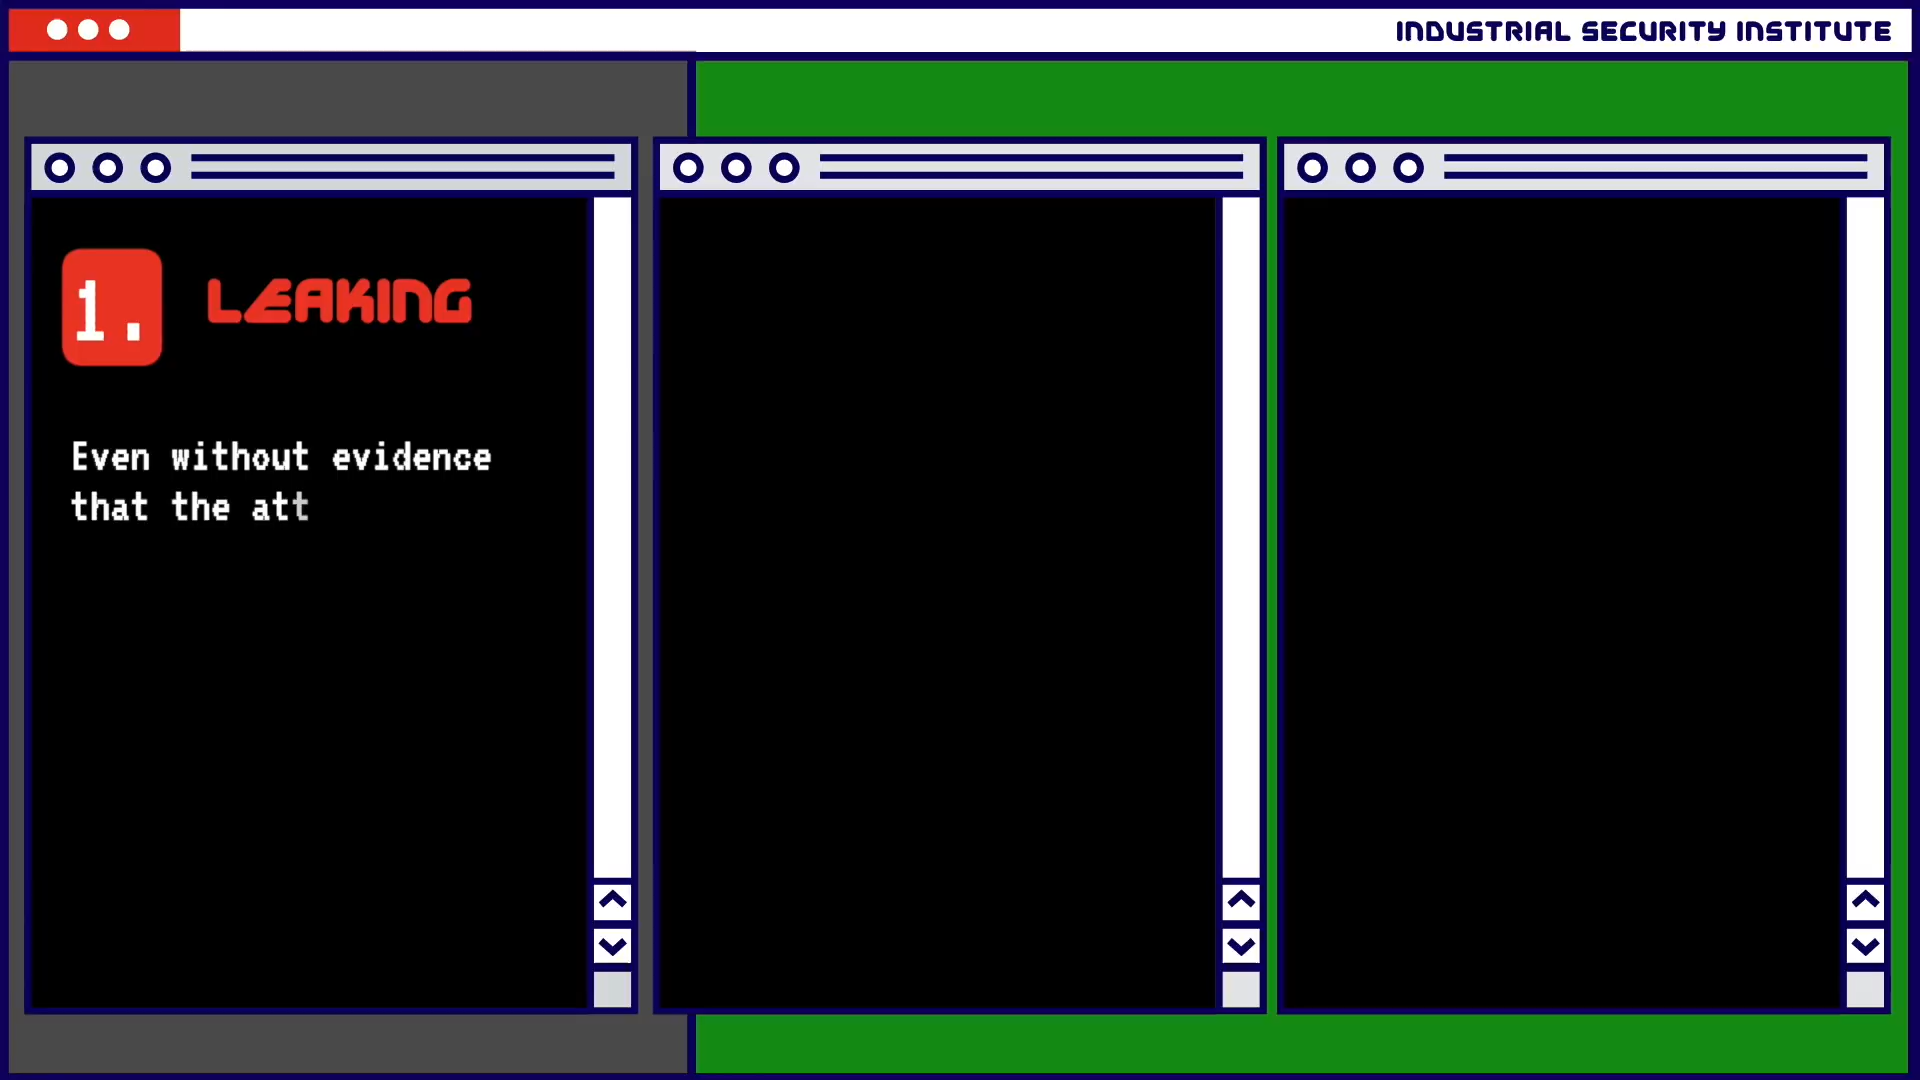 INDUSTRIAL SECURITY INSTITUTE
1. LEAKING
Even without evidence
that the att